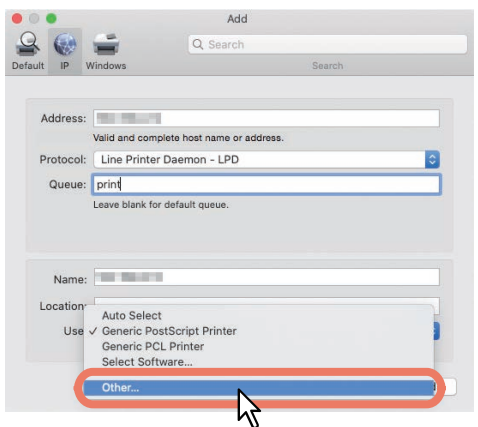 Add
Search
Default IP Windows Search
Address:
Valid and complete host name or address.
Protocol: Line Printer Daemon - LPD
Queue: print
Leave blank for default queue.
Name:
Location:
Auto Select
Use ✓ Generic PostScript Printer
Generic PCL Printer
Select Software...
Other...